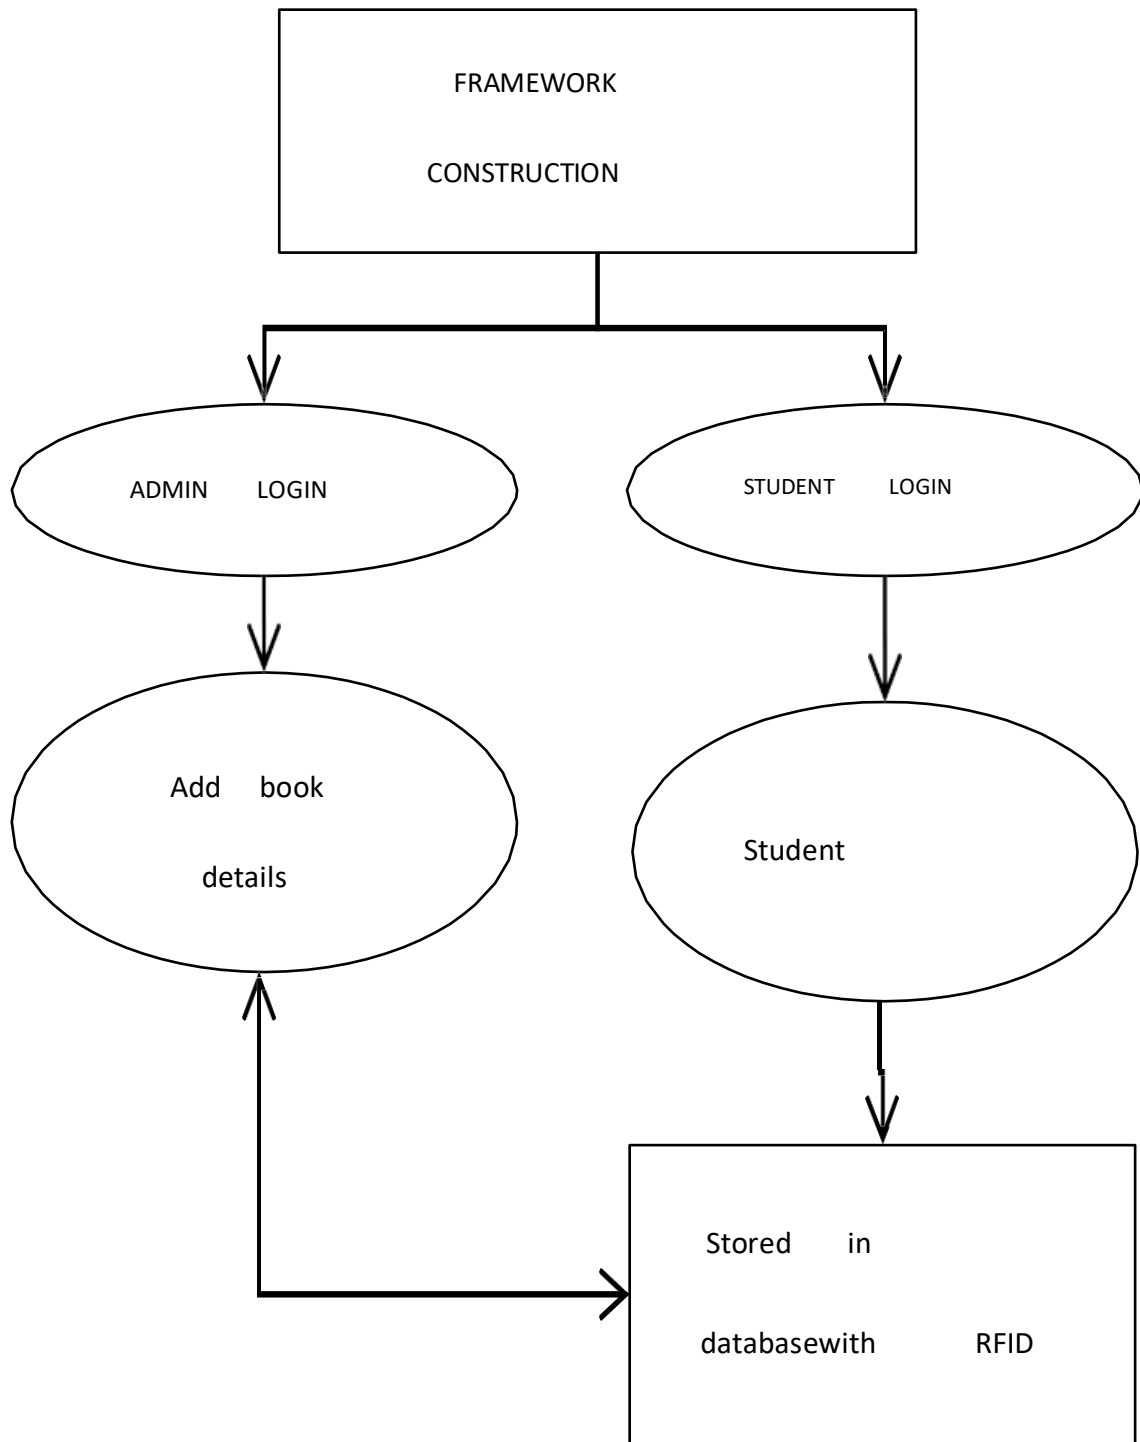 FRAMEWORK
CONSTRUCTION
ADMIN LOGIN
STUDENT LOGIN
Add book
details
Student
Stored in
databasewith RFID